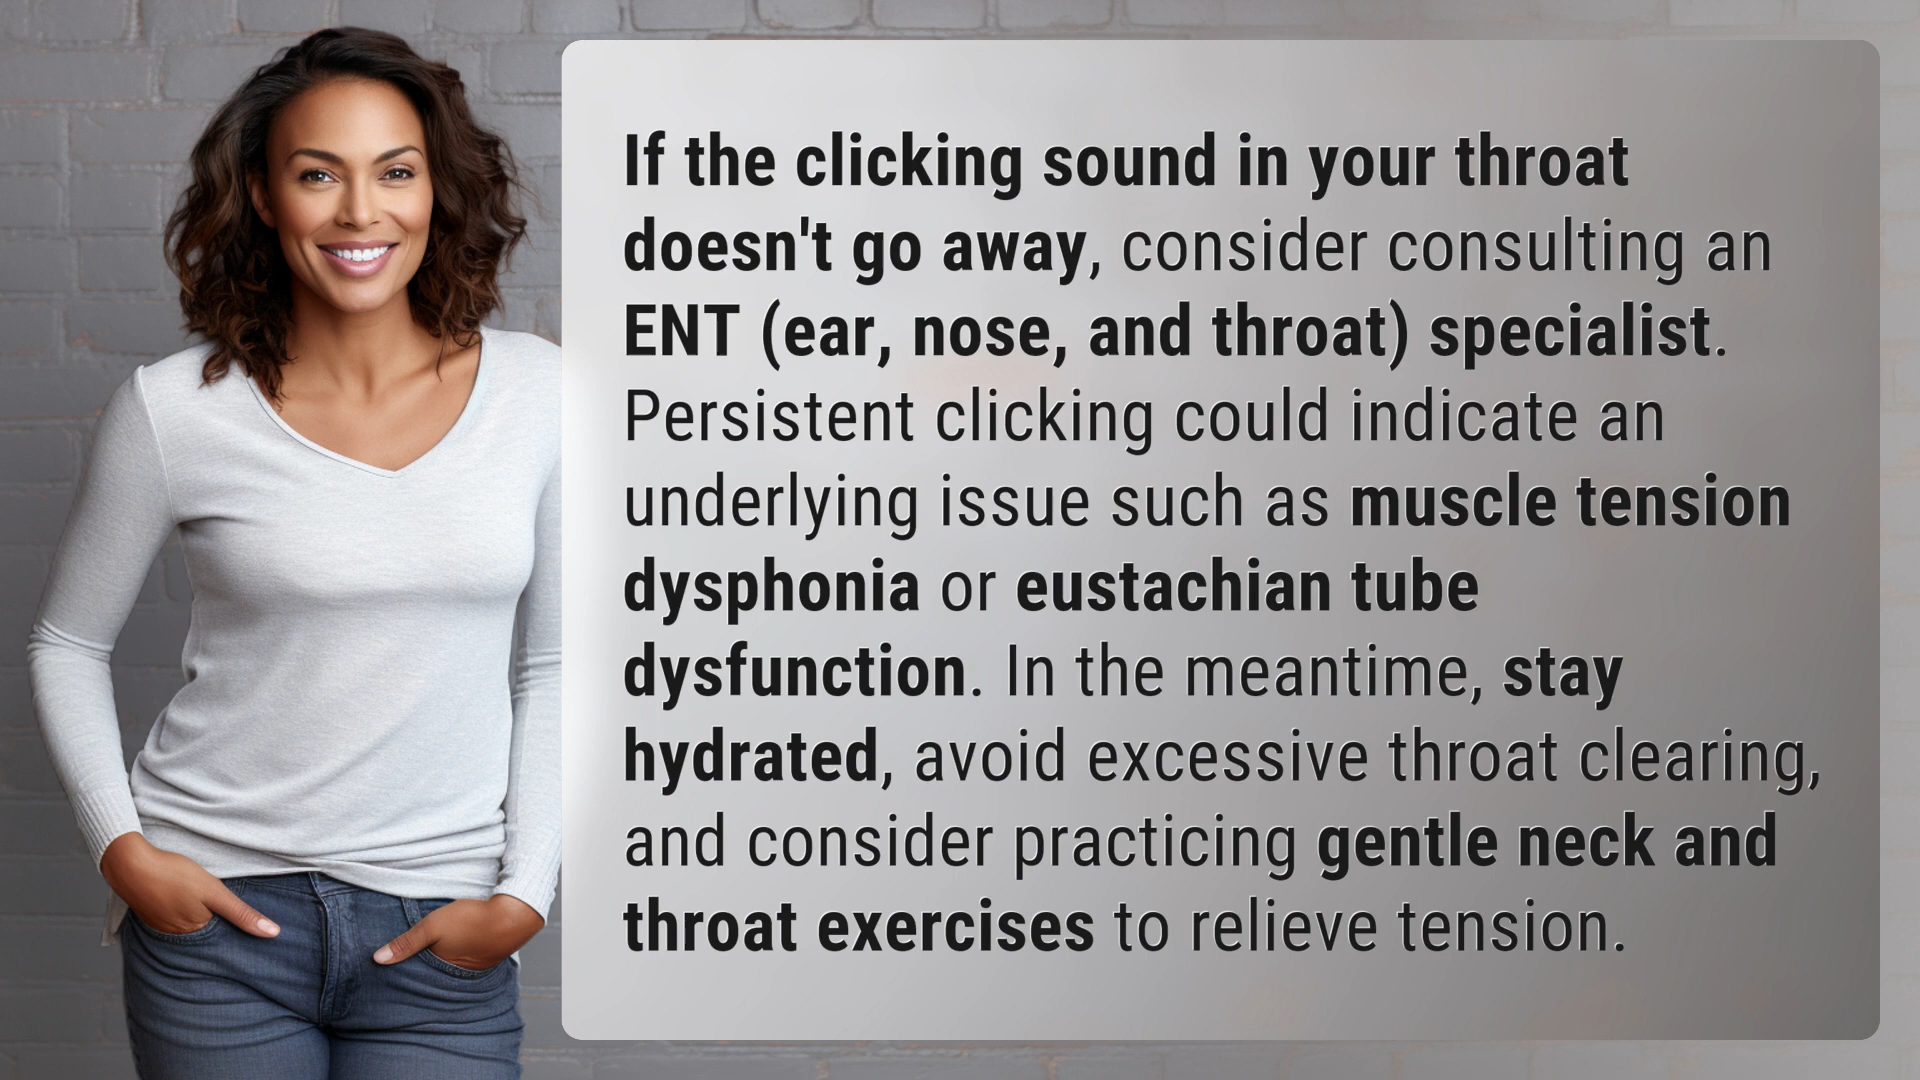 If the clicking sound in your throat
doesn't go away, consider consulting an
ENT (ear, nose, and throat) specialist.
Persistent clicking could indicate an
underlying issue such as muscle tension
dysphonia or eustachian tube
dysfunction. In the meantime, stay
hydrated, avoid excessive throat clearing,
and consider practicing gentle neck and
throat exercises to relieve tension.